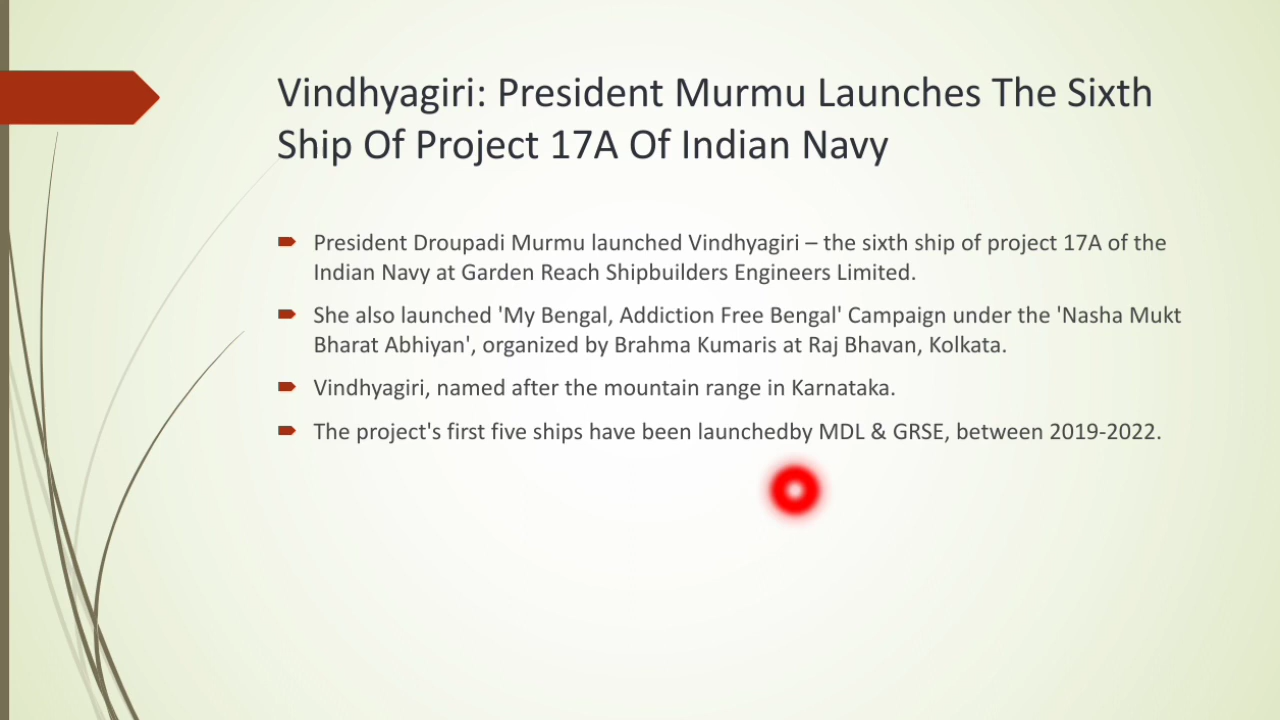 Vindhyagiri: President Murmu Launches The Sixth
Ship Of Project 17A Of Indian Navy
President Droupadi Murmu launched Vindhyagiri – the sixth ship of project 17A of the
Indian Navy at Garden Reach Shipbuilders Engineers Limited.
She also launched 'My Bengal, Addiction Free Bengal' Campaign under the 'Nasha Mukt
Bharat Abhiyan', organized by Brahma Kumaris at Raj Bhavan, Kolkata.
Vindhyagiri, named after the mountain range in Karnataka.
The project's first five ships have been launchedby MDL & GRSE, between 2019-2022.